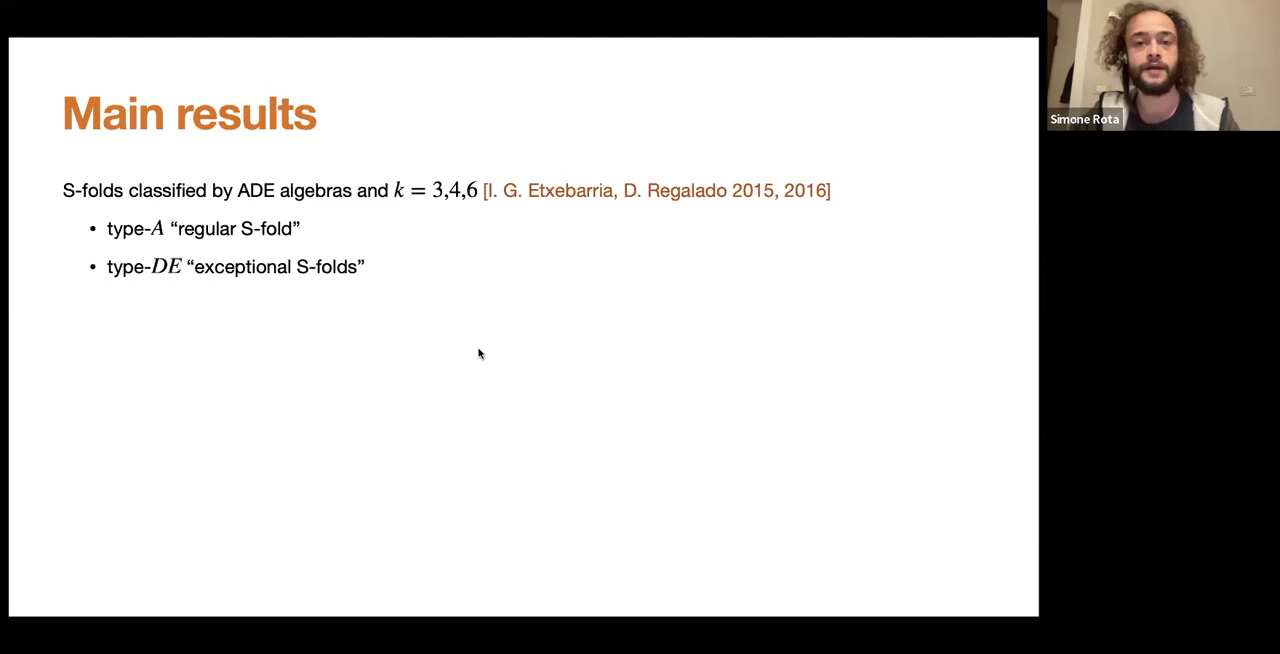 Main results
S-folds classified by ADE algebras and k = 3,4,6 [I. G. Etxebarria, D. Regalado 2015, 2016]
• type-A “regular S-fold”
• type-DE “exceptional S-folds”
Simone Rota